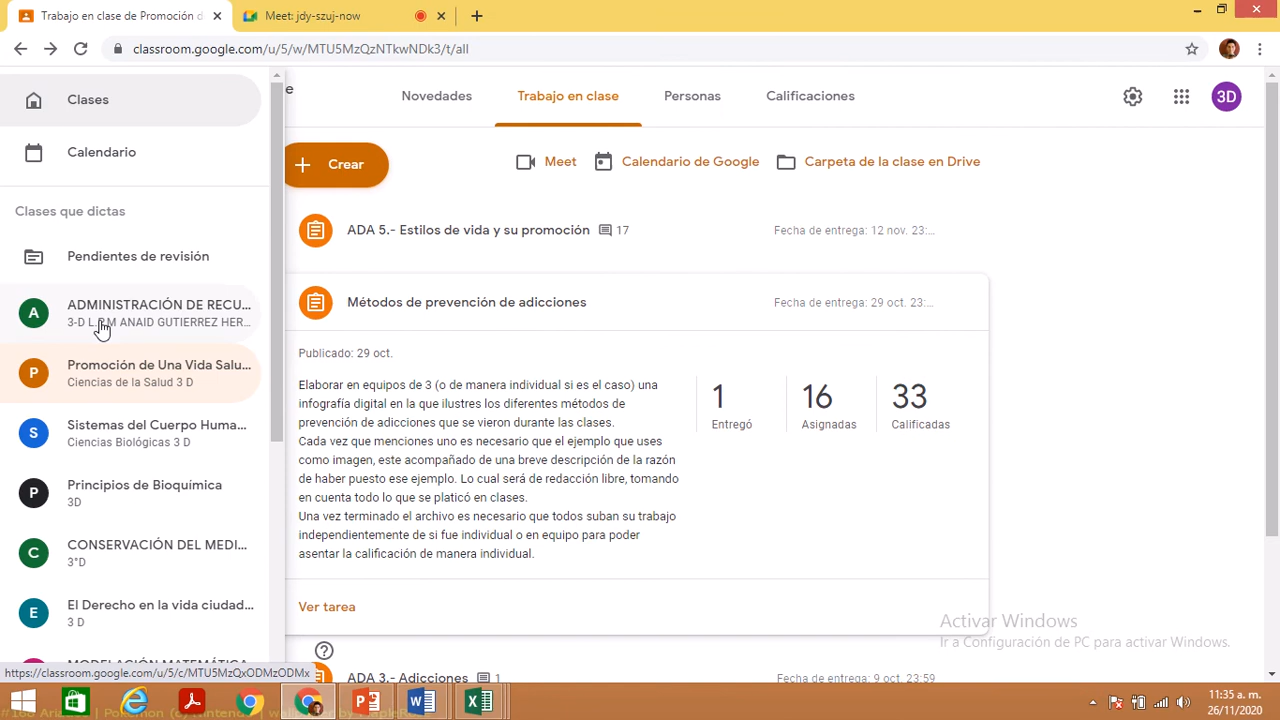 Trabajo en clase de Promoción d
Meet: jdy-szuj-now
classroom.google.com/u/5/w/MTU5MzQzNTkwNDk3/t/all
Clases
Calendario
Clases que dictas
Pendientes de revisión
A
ADMINISTRACIÓN DE RECU...
3-D L.PM ANAID GUTIERREZ HER...
P
Promoción de Una Vida Salu...
Ciencias de la Salud 3 D
S
Sistemas del Cuerpo Huma...
Ciencias Biológicas 3 D
P
Principios de Bioquímica
3D
C
CONSERVACIÓN DEL MEDI...
3°D
E
El Derecho en la vida ciudad...
3 D
MODELACIÓN MATEMÁTICA
https://classroom.google.com/u/5/c/MTU5MzQxODMzODMx
e
Novedades
Trabajo en clase
Personas
Calificaciones
3D
Crear
Meet
Calendario de Google
Carpeta de la clase en Drive
ADA 5.- Estilos de vida y su promoción 17
Fecha de entrega: 12 nov. 23:...
Métodos de prevención de adicciones
Fecha de entrega: 29 oct. 23:...
Publicado: 29 oct.
Elaborar en equipos de 3 (o de manera individual si es el caso) una
infografía digital en la que ilustres los diferentes métodos de
prevención de adicciones que se vieron durante las clases.
Cada vez que menciones uno es necesario que el ejemplo que uses
como imagen, este acompañado de una breve descripción de la razón
de haber puesto ese ejemplo. Lo cual será de redacción libre, tomando
en cuenta todo lo que se platicó en clases.
Una vez terminado el archivo es necesario que todos suban su trabajo
independientemente de si fue individual o en equipo para poder
asentar la calificación de manera individual.
1
Entregó
16
Asignadas
33
Calificadas
Ver tarea
ADA 3.- Adicciones 1
Fecha de entrega: 9 oct. 23:59
Activar Windows
Ir a Configuración de PC para activar Windows.
11:35 a. m.
26/11/2020